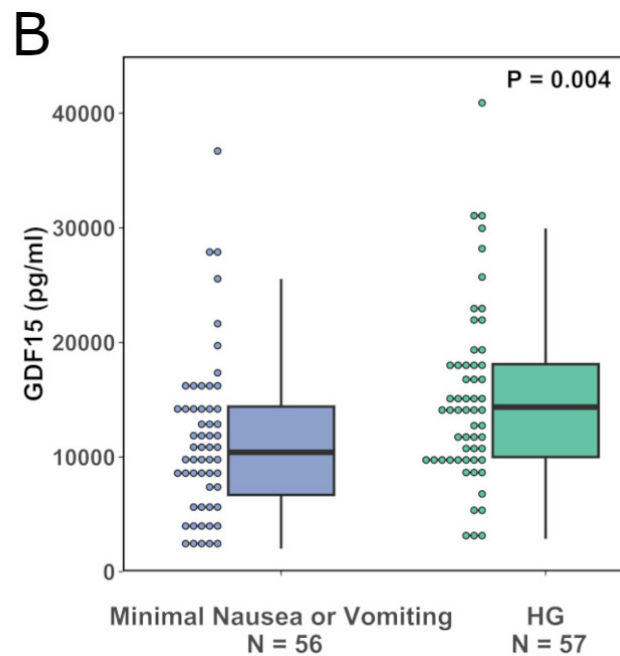 B
P = 0.004
GDF15 (pg/ml)
40000
30000
20000
10000
0
Minimal Nausea or Vomiting
N = 56
HG
N = 57